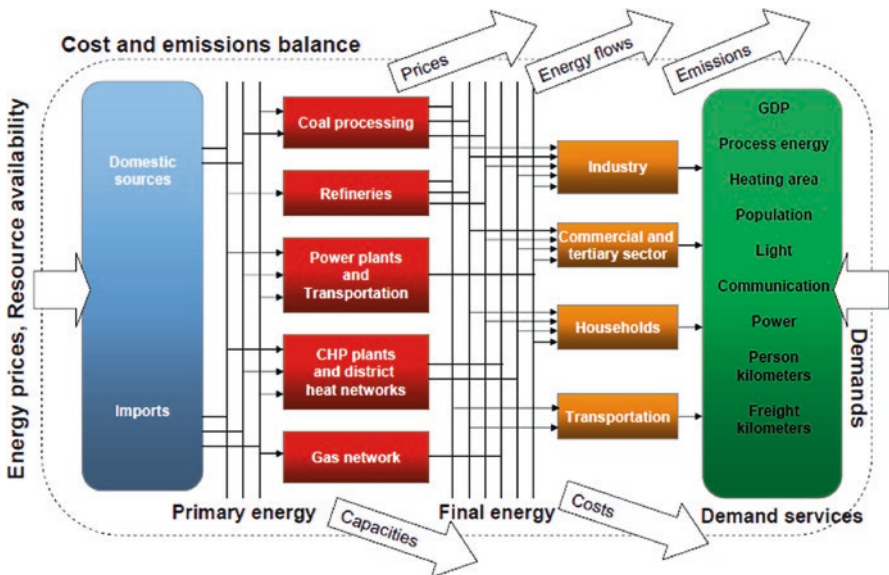 Cost and emissions balance
Prices
Energy flows
Emissions
Energy prices, Resource availability
Domestic
sources
Imports
Primary energy
Coal processing
Refineries
Power plants
and
Transportation
CHP plants
and district
heat networks
Gas network
Capacities
Final energy
Industry
Commercial and
tertiary sector
Households
Transportation
Costs
GDP
Process energy
Heating area
Population
Light
Communication
Power
Person
kilometers
Freight
kilometers
Demand services
Demands